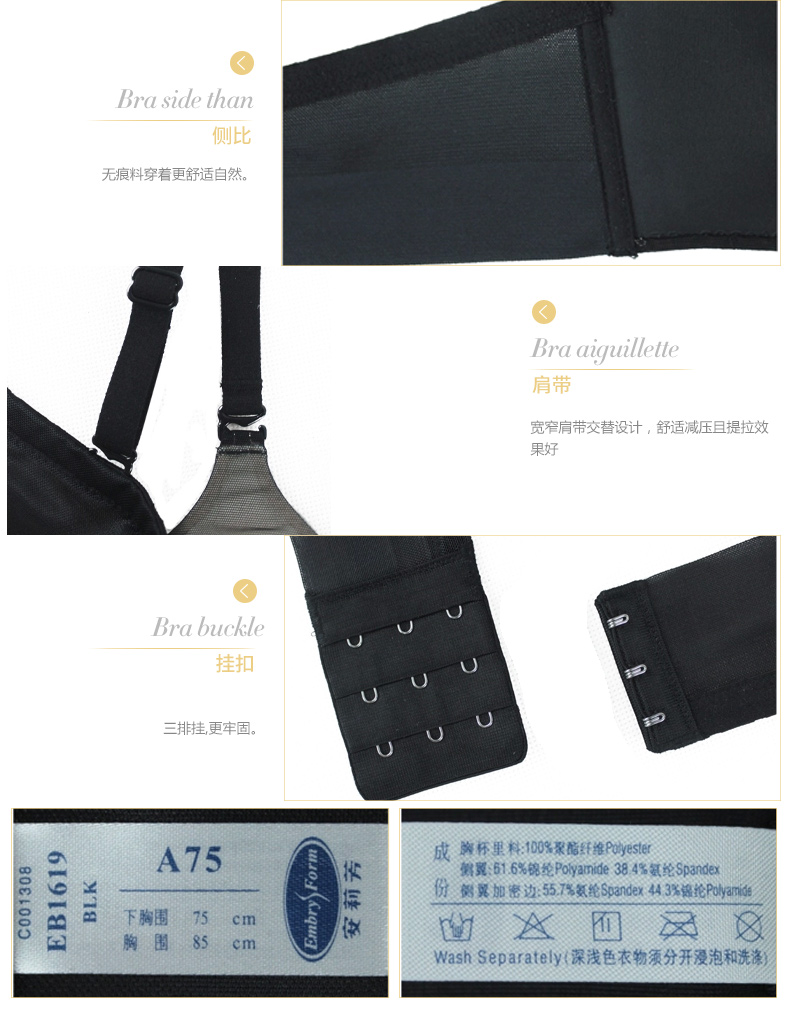 Bra side than
侧比
无痕料穿着更舒适自然。
Bra aiguillette
肩带
宽窄肩带交替设计，舒适减压且提拉效
果好
Bra buckle
挂扣
三排挂,更牢固。
C001308
EB1619
BLK
A75
下胸围 75 cm
胸 围 85 cm
Embry Form
安莉芳
成份
胸杯里料:100%聚酯纤维Polyester
侧翼:61.6%锦纶Polyamide 38.4%氨纶Spandex
侧翼加密边:55.7%氨纶Spandex 44.3%锦纶Polyamide
Wash Separately(深浅色衣物须分开浸泡和洗涤)